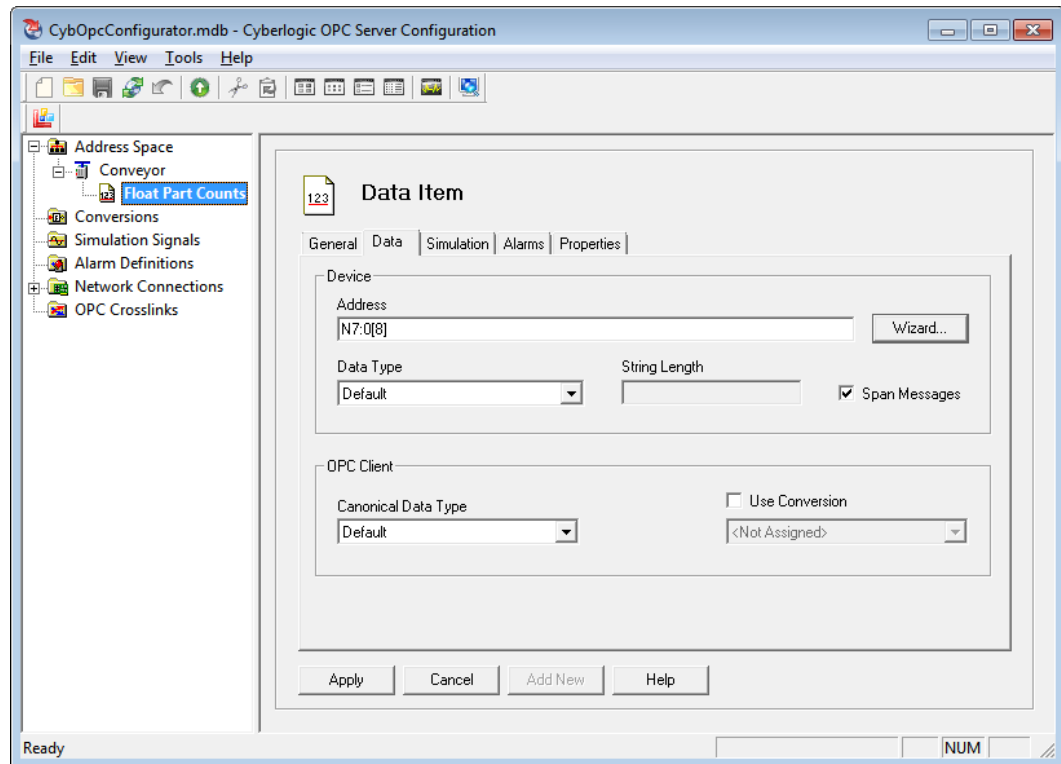 CybOpcConfigurator.mdb - Cyberlogic OPC Server Configuration
File Edit View Tools Help
Address Space
Conveyor
123 Float Part Counts
Conversions
Simulation Signals
Alarm Definitions
Network Connections
OPC Crosslinks
123 Data Item
General Data Simulation Alarms Properties
Device
Address
N7:0[8] Wizard...
Data Type String Length
Default Span Messages
OPC Client
Canonical Data Type Use Conversion
Default <Not Assigned>
Apply Cancel Add New Help
Ready NUM